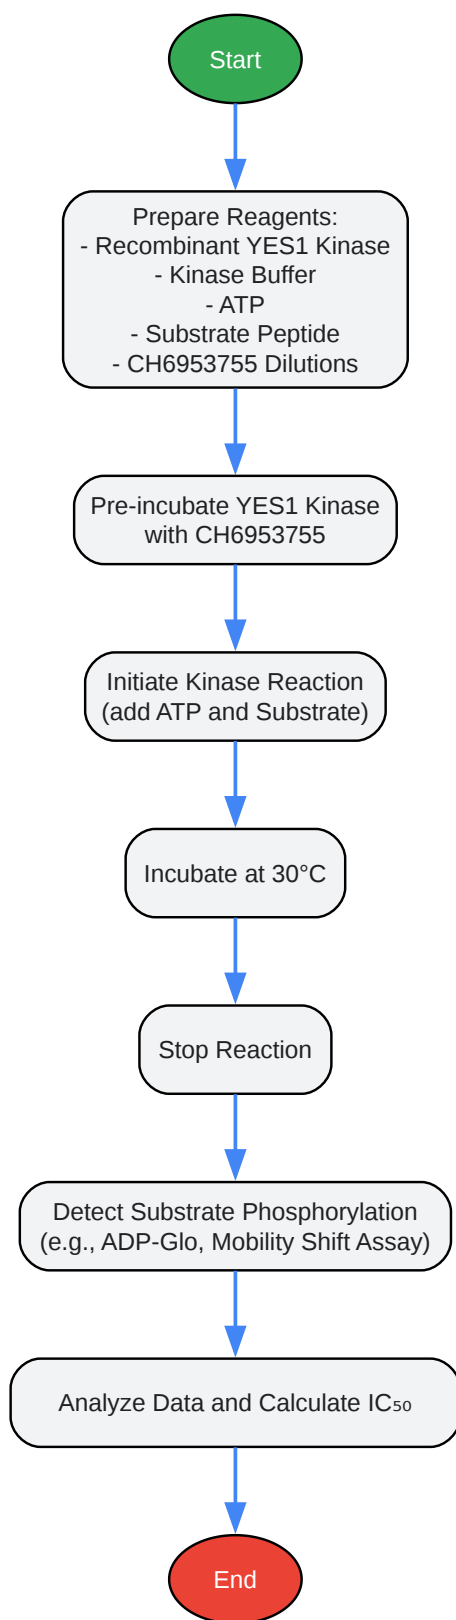 Start
Prepare Reagents:
- Recombinant YES1 Kinase
- Kinase Buffer
- ATP
- Substrate Peptide
- CH6953755 Dilutions
Pre-incubate YES1 Kinase
with CH6953755
Initiate Kinase Reaction
(add ATP and Substrate)
Incubate at 30°C
Stop Reaction
Detect Substrate Phosphorylation
(e.g., ADP-Glo, Mobility Shift Assay)
Analyze Data and Calculate IC₅₀
End